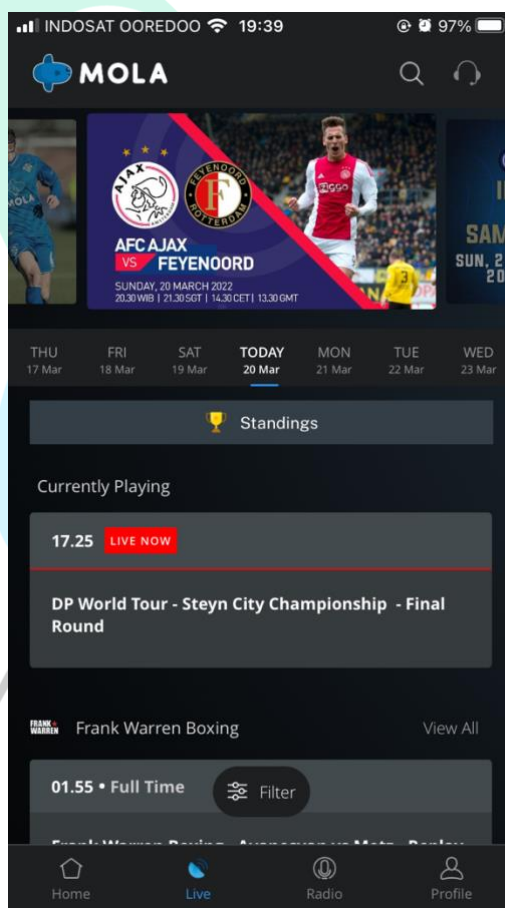 INDOSAT OOREDOO 19:39 97%
MOLA
AFC AJAX
VS FEYENOORD
SUNDAY, 20 MARCH 2022
20.30 WIB | 21.30 SGT | 14.30 CET | 13.30 GMT
SUN, 2
THU FRI SAT TODAY MON TUE WED
17 Mar 18 Mar 19 Mar 20 Mar 21 Mar 22 Mar 23 Mar
Standings
Currently Playing
17.25 LIVE NOW
DP World Tour - Steyn City Championship - Final
Round
FRANK WARREN Frank Warren Boxing View All
01.55 • Full Time
Filter
Home Live Radio Profile